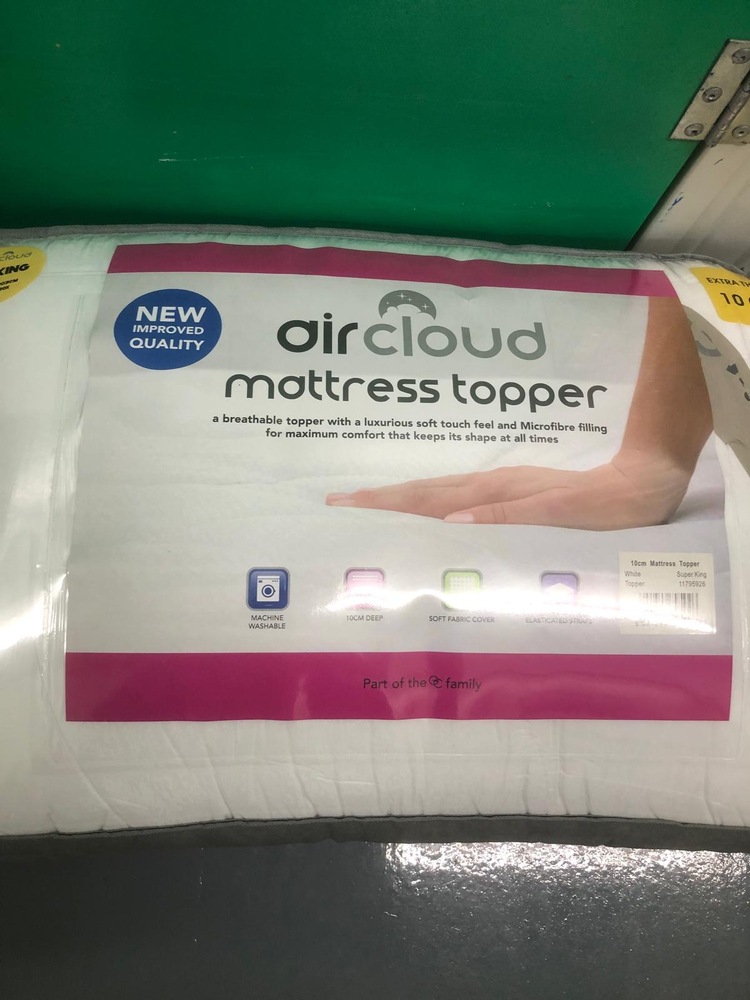 cloud
KING
EXTRA
10
NEW
IMPROVED
QUALITY
aircloud
mattress topper
a breathable topper with a luxurious soft touch feel and Microfibre filling
for maximum comfort that keeps its shape at all times
10cm Mattress Topper
White Super King
Topper 11795926
MACHINE
WASHABLE
10CM DEEP
SOFT FABRIC COVER
ELASTICATED STRAPS
Part of the family